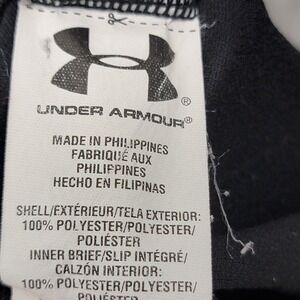 UNDER ARMOUR®
MADE IN PHILIPPINES
FABRIQUÉ AUX
PHILIPPINES
HECHO EN FILIPINAS
SHELL/EXTÉRIEUR/TELA EXTERIOR:
100% POLYESTER/POLYESTER/
POLIÉSTER
INNER BRIEF/SLIP INTÉGRÉ/
CALZÓN INTERIOR:
100% POLYESTER/POLYESTER/
POLIÉSTER